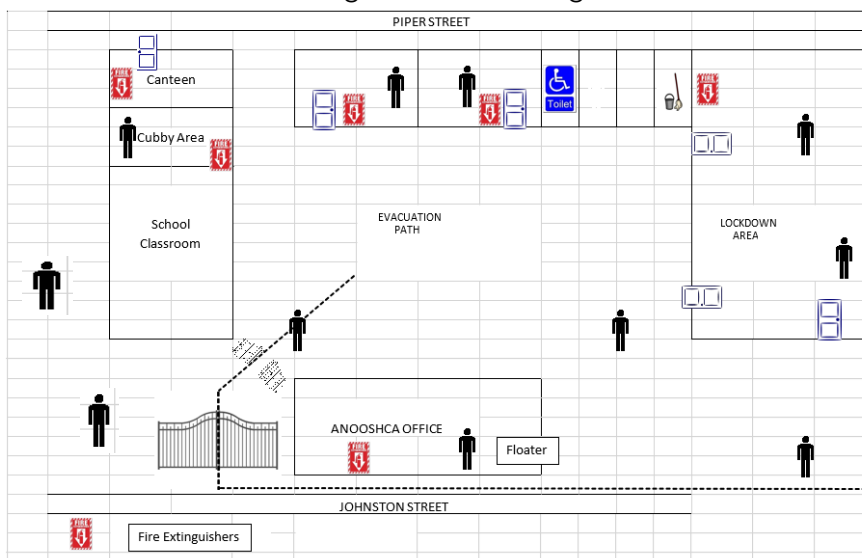 PIPER STREET
Canteen
Toilet
Cubby Area
School
Classroom
EVACUATION
PATH
LOCKDOWN
AREA
ANOOSHCA OFFICE
Floater
JOHNSTON STREET
Fire Extinguishers